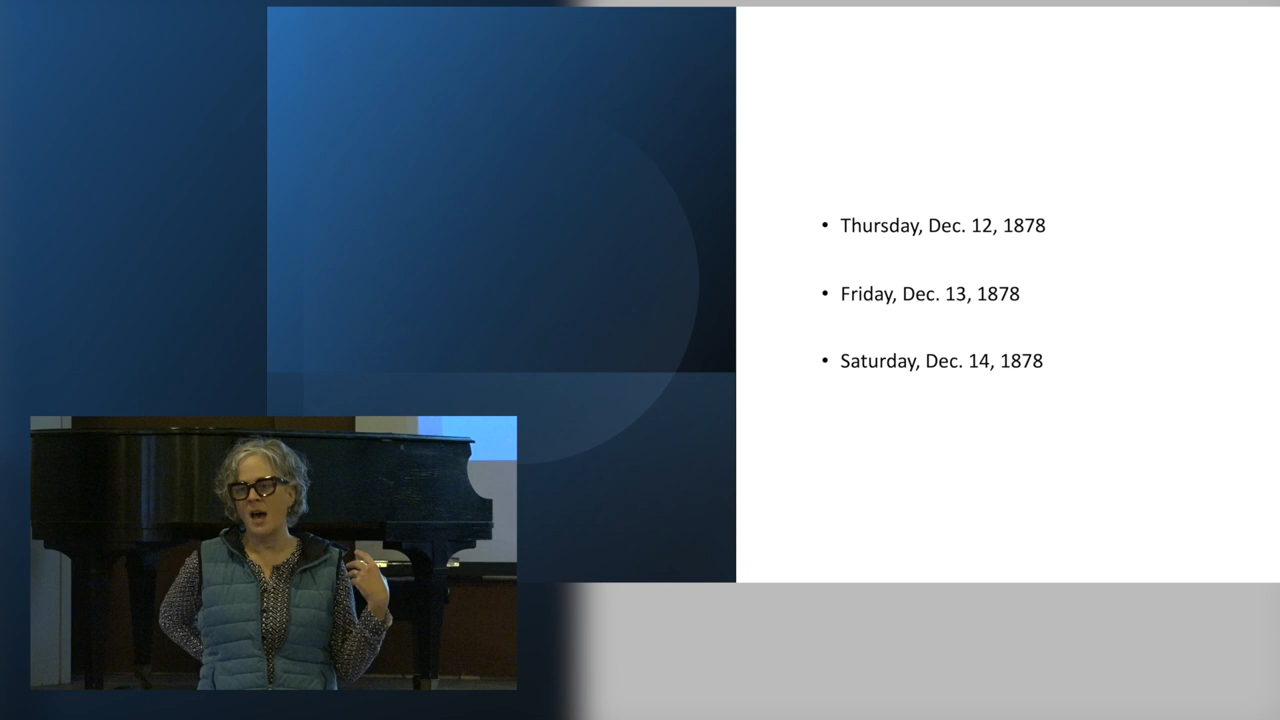 • Thursday, Dec. 12, 1878
• Friday, Dec. 13, 1878
• Saturday, Dec. 14, 1878